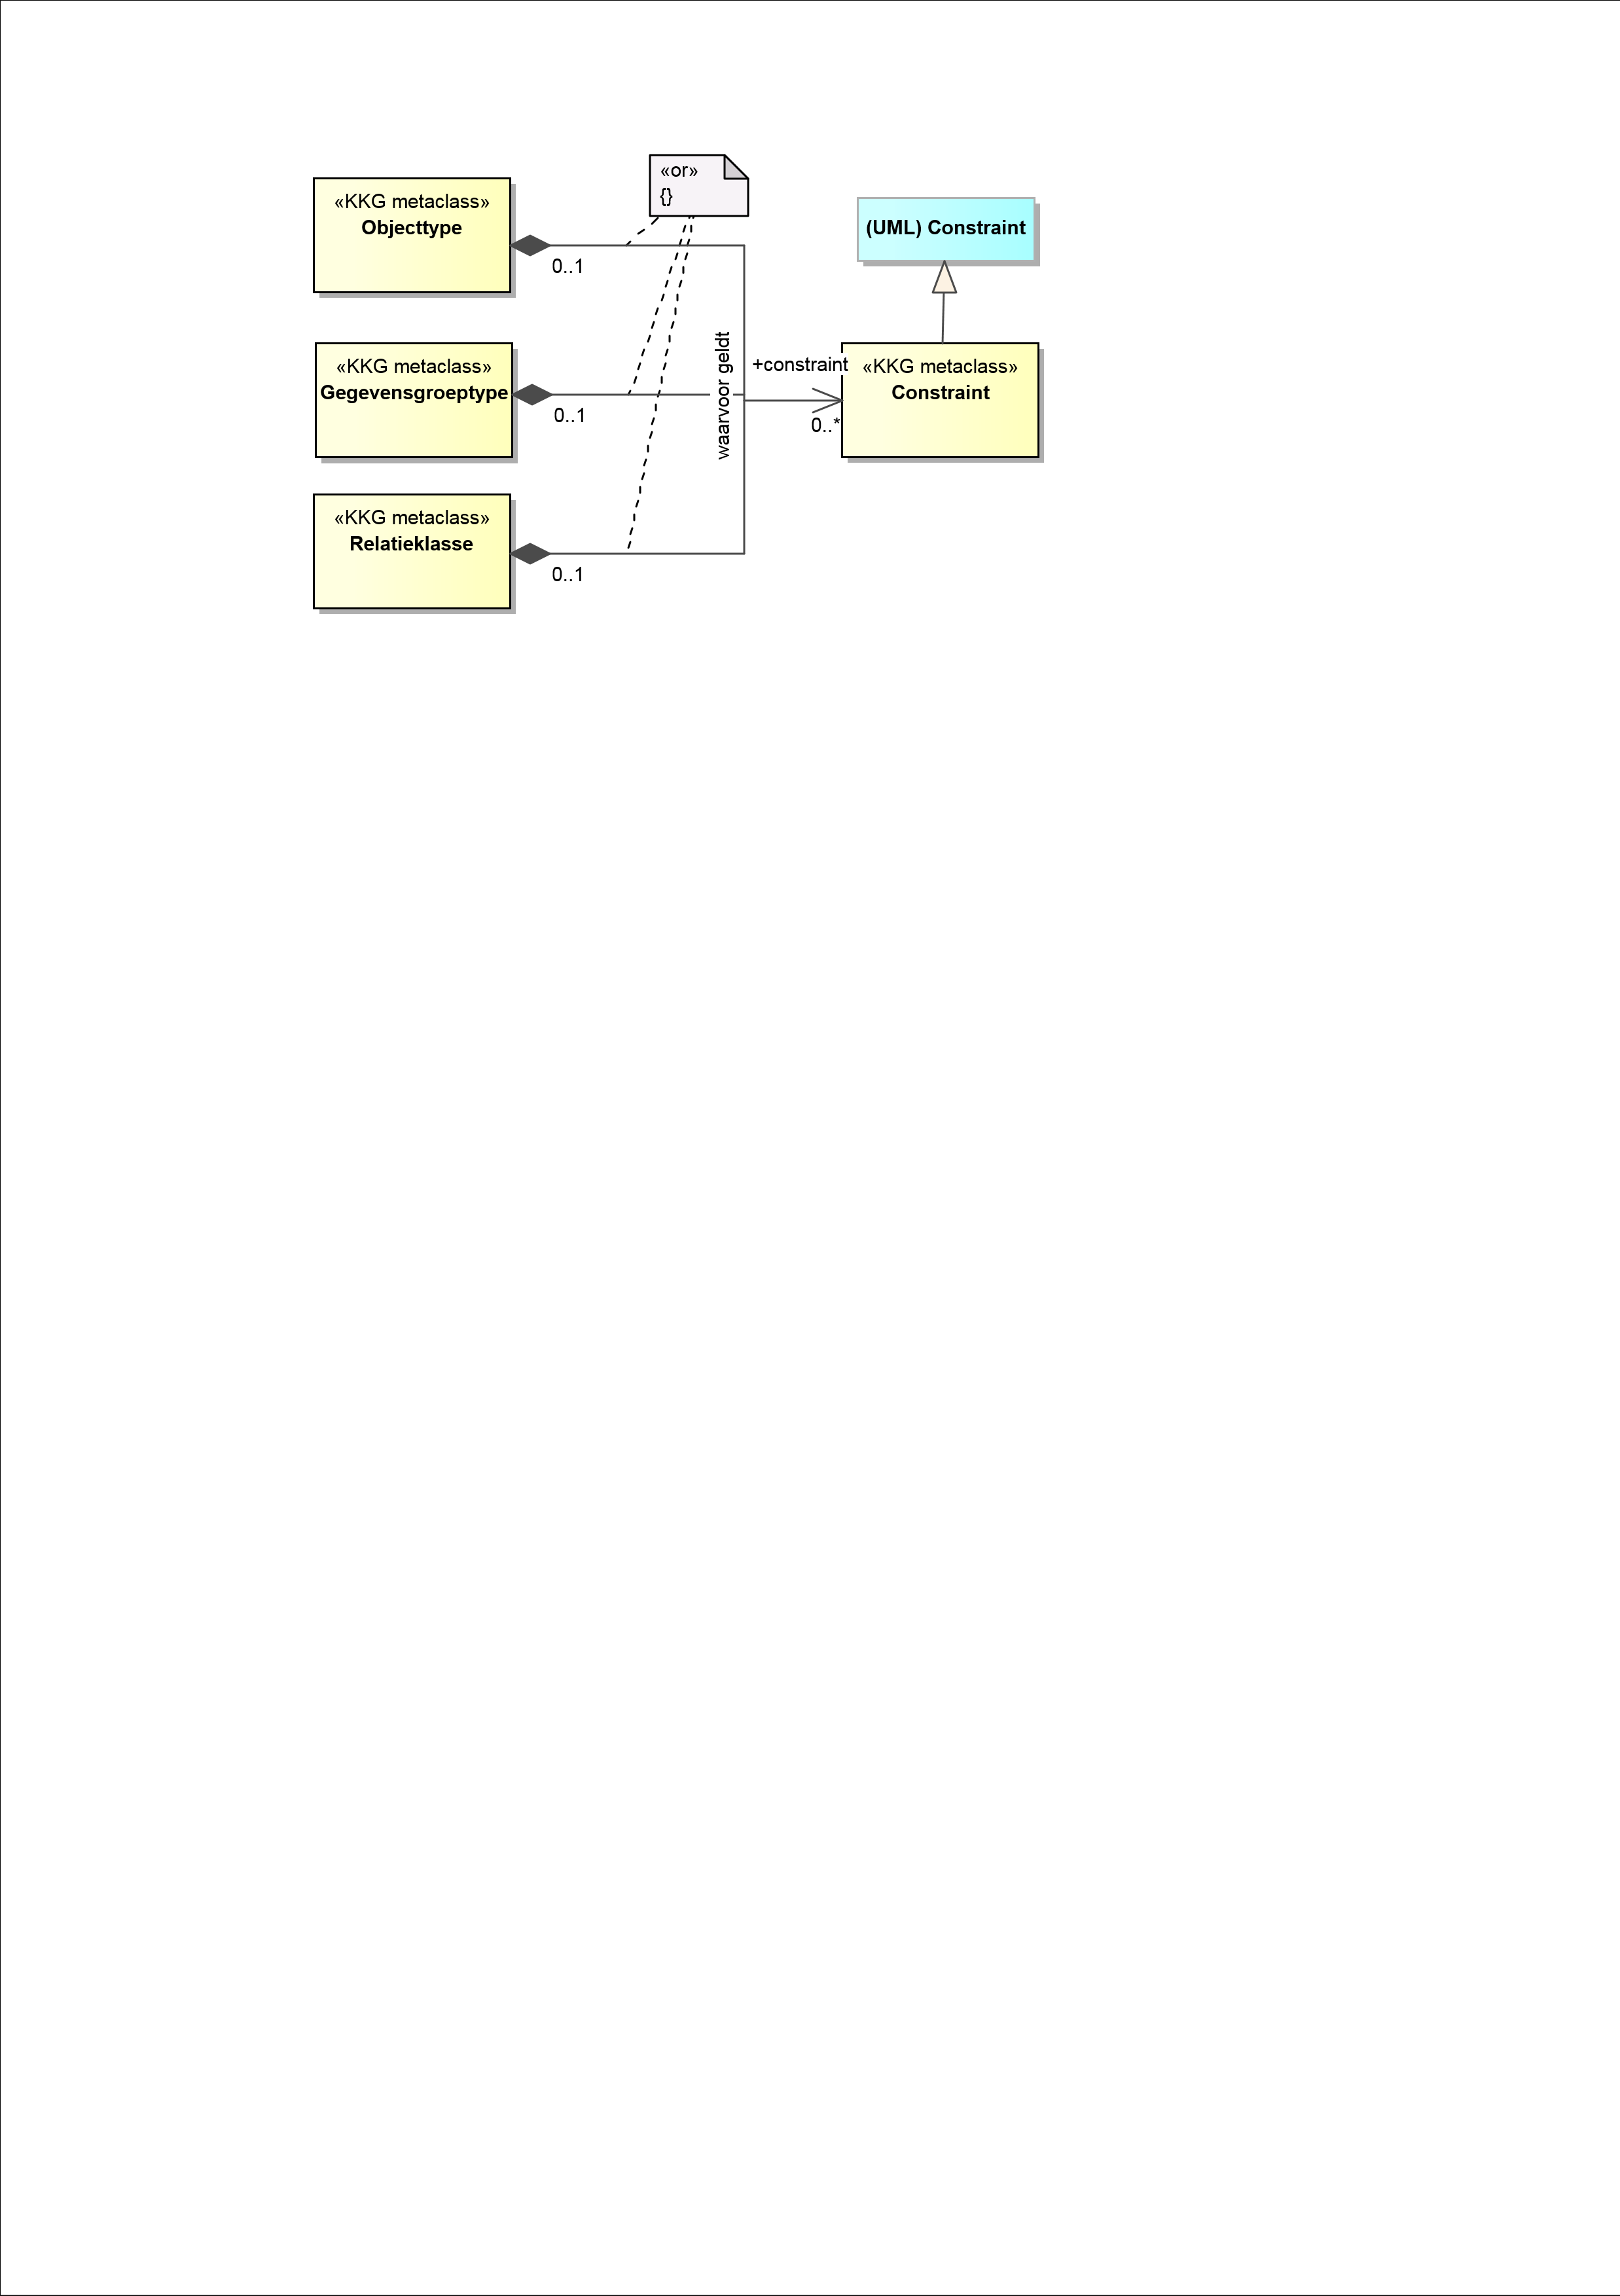 «or»
{}
«KKG metaclass»
Objecttype
0..1
(UML) Constraint
«KKG metaclass»
Gegevensgroeptype
0..1
waarvoor geldt
+constraint
0..*
«KKG metaclass»
Constraint
«KKG metaclass»
Relatieklasse
0..1